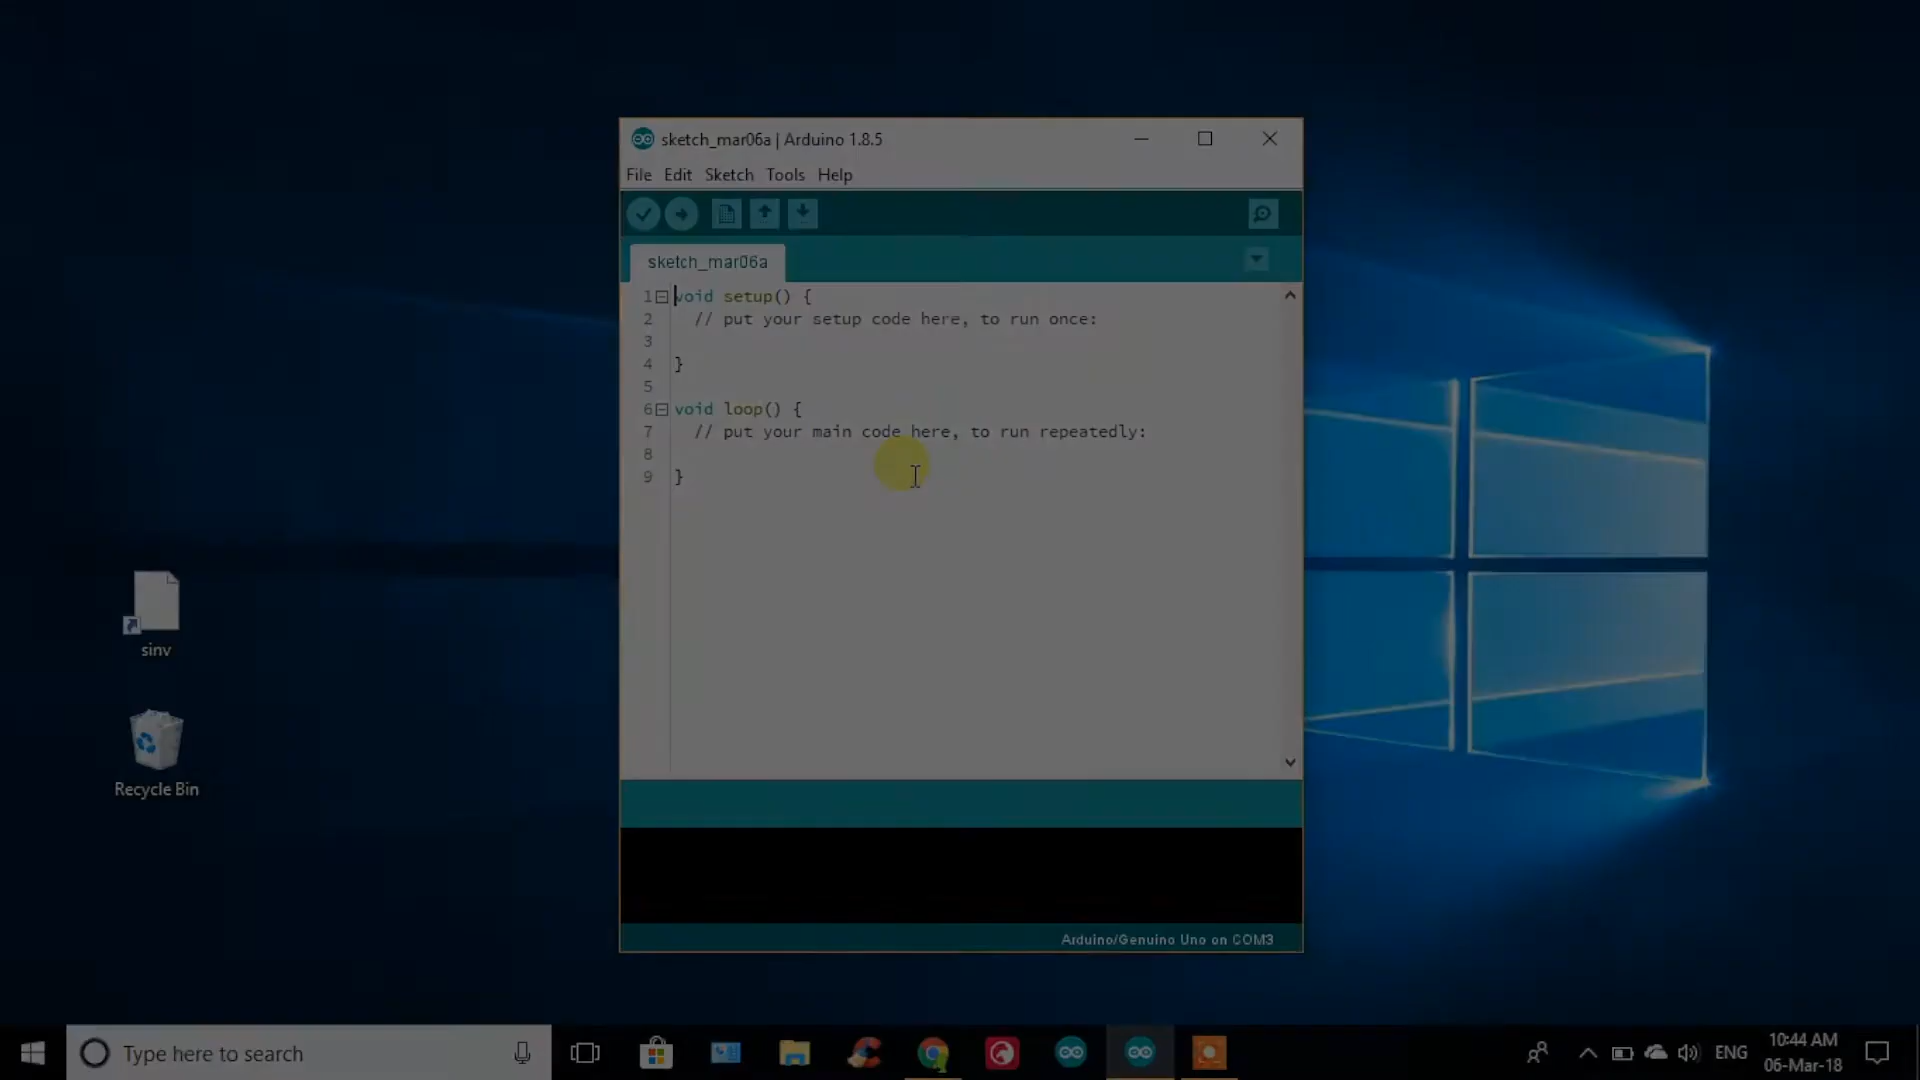 sketch_mar06a | Arduino 1.8.5
File Edit Sketch Tools Help
sketch_mar06a
1 void setup() {
2 // put your setup code here, to run once:
3
4 }
5
6 void loop() {
7 // put your main code here, to run repeatedly:
8
9 }
Arduino/Genuino Uno on COM3
sinv
Recycle Bin
Type here to search
ENG
10:44 AM
06-Mar-18